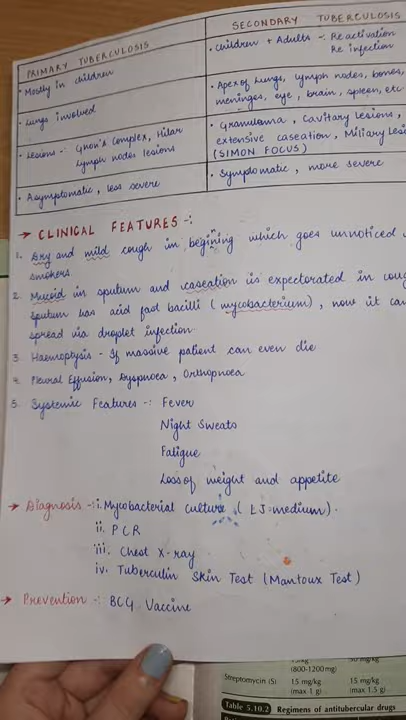 PRIMARY TUBERCULOSIS
SECONDARY TUBERCULOSIS
• Mostly in children
• Children + Adults -: Reactivation
Re infection
• Lungs involved
• Apex of lungs, lymph nodes, bones,
meninges, eye, brain, spleen, etc
• Lesions -: Ghon's Complex, Hilar
Lymph nodes lesions
• Granuloma, Cavitary Lesions,
extensive caseation, Miliary Lesi
(SIMON FOCUS)
• Asymptomatic, less severe
• Symptomatic, more severe
→ CLINICAL FEATURES -:
1. Dry and mild cough in begining which goes unnoticed
smokers
2. Mucoid in sputum and caseation is expectorated in coug
Sputum has acid fast bacilli (mycobacterium), now it can
spread via droplet infection.
3. Haemoptysis - If massive patient can even die
4. Pleural Effusion, Dyspnoea, Orthopnoea
5. Systemic Features -: Fever
Night Sweats
Fatigue
Loss of weight and appetite
→ Diagnosis -: i. Mycobacterial culture (LJ-medium).
ii. PCR
iii. Chest X-ray
iv. Tuberculin Skin Test (Mantoux Test)
→ Prevention -: BCG Vaccine
(800-1200mg)
Streptomycin (S) 15 mg/kg 15 mg/kg
(max 1 g) (max 1.5 g)
Table 5.10.2 Regimens of antitubercular drugs